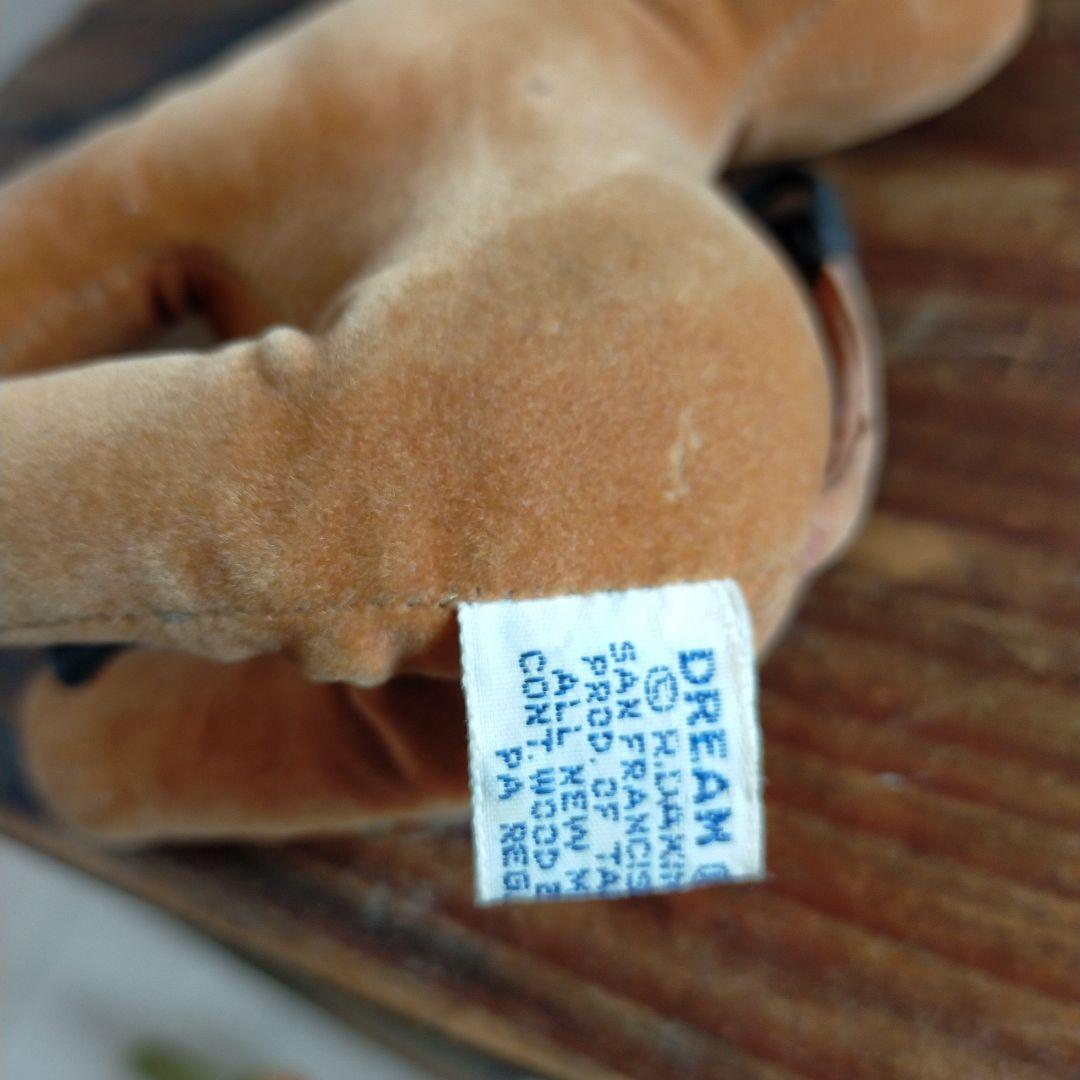 DREAM
© R.DAKIN
SAN FRANCIS
PROD. OF TA
ALL NEW M
CONT. WOOD
PA REG.